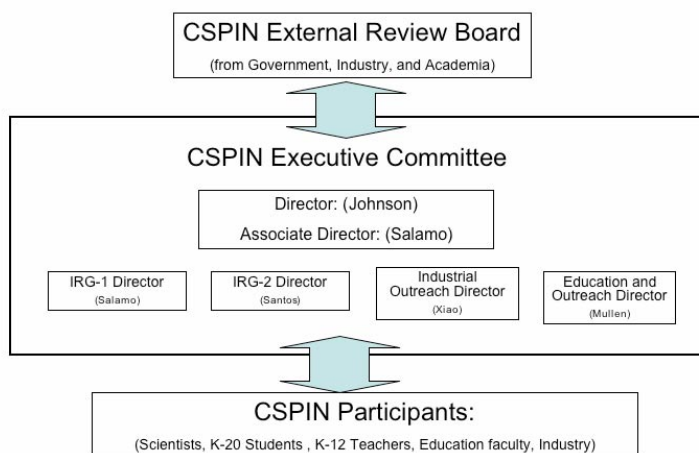 CSPIN External Review Board
(from Government, Industry, and Academia)
CSPIN Executive Committee
Director: (Johnson)
Associate Director: (Salamo)
IRG-1 Director
(Salamo)
IRG-2 Director
(Santos)
Industrial
Outreach Director
(Xiao)
Education and
Outreach Director
(Mullen)
CSPIN Participants:
(Scientists, K-20 Students , K-12 Teachers, Education faculty, Industry)